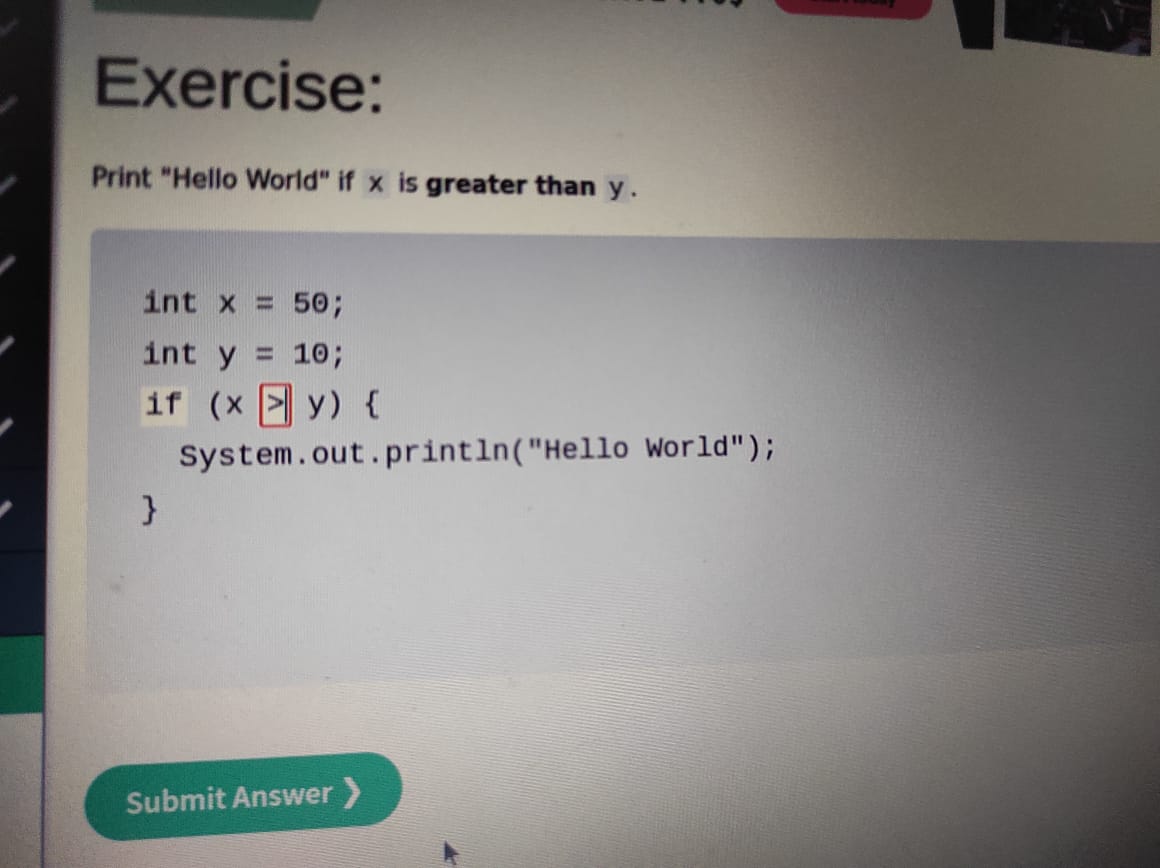 Exercise:
Print "Hello World" if x is greater than y.
int x = 50;
int y = 10;
if (x > y) {
System.out.println("Hello World");
}
Submit Answer ❯